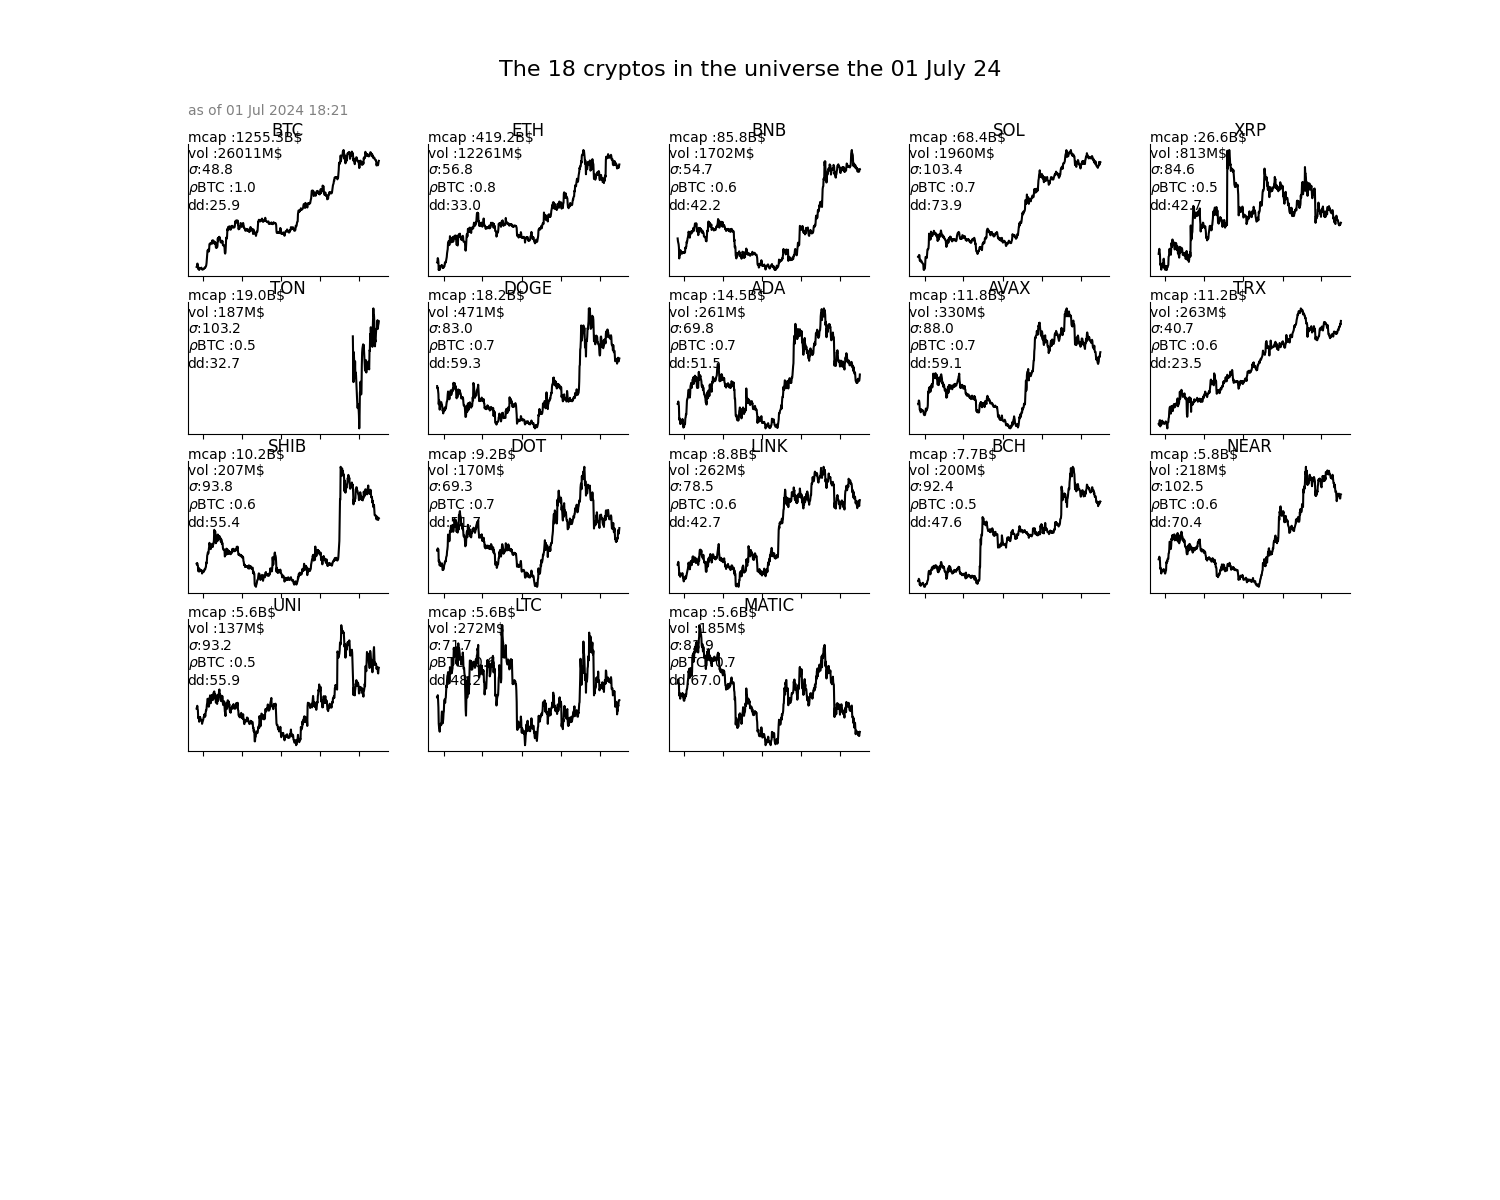 The 18 cryptos in the universe the 01 July 24
as of 01 Jul 2024 18:21
BTC
mcap :1255.3B$
vol :26011M$
σ:48.8
ρBTC :1.0
dd:25.9
ETH
mcap :419.2B$
vol :12261M$
σ:56.8
ρBTC :0.8
dd:33.0
BNB
mcap :85.8B$
vol :1702M$
σ:54.7
ρBTC :0.6
dd:42.2
SOL
mcap :68.4B$
vol :1960M$
σ:103.4
ρBTC :0.7
dd:73.9
XRP
mcap :26.6B$
vol :813M$
σ:84.6
ρBTC :0.5
dd:42.7
TON
mcap :19.0B$
vol :187M$
σ:103.2
ρBTC :0.5
dd:32.7
DOGE
mcap :18.2B$
vol :471M$
σ:83.0
ρBTC :0.7
dd:59.3
ADA
mcap :14.5B$
vol :261M$
σ:69.8
ρBTC :0.7
dd:51.5
AVAX
mcap :11.8B$
vol :330M$
σ:88.0
ρBTC :0.7
dd:59.1
TRX
mcap :11.2B$
vol :263M$
σ:40.7
ρBTC :0.6
dd:23.5
SHIB
mcap :10.2B$
vol :207M$
σ:93.8
ρBTC :0.6
dd:55.4
DOT
mcap :9.2B$
vol :170M$
σ:69.3
ρBTC :0.7
LINK
mcap :8.8B$
vol :262M$
σ:78.5
ρBTC :0.6
dd:42.7
BCH
mcap :7.7B$
vol :200M$
σ:92.4
ρBTC :0.5
dd:47.6
NEAR
mcap :5.8B$
vol :218M$
σ:102.5
ρBTC :0.6
dd:70.4
UNI
mcap :5.6B$
vol :137M$
σ:93.2
ρBTC :0.5
dd:55.9
LTC
mcap :5.6B$
vol :272M$
σ:71.7
ρBTC
dd:48.2
MATIC
mcap :5.6B$
vol :185M$
ρBTC :0.7
dd:67.0